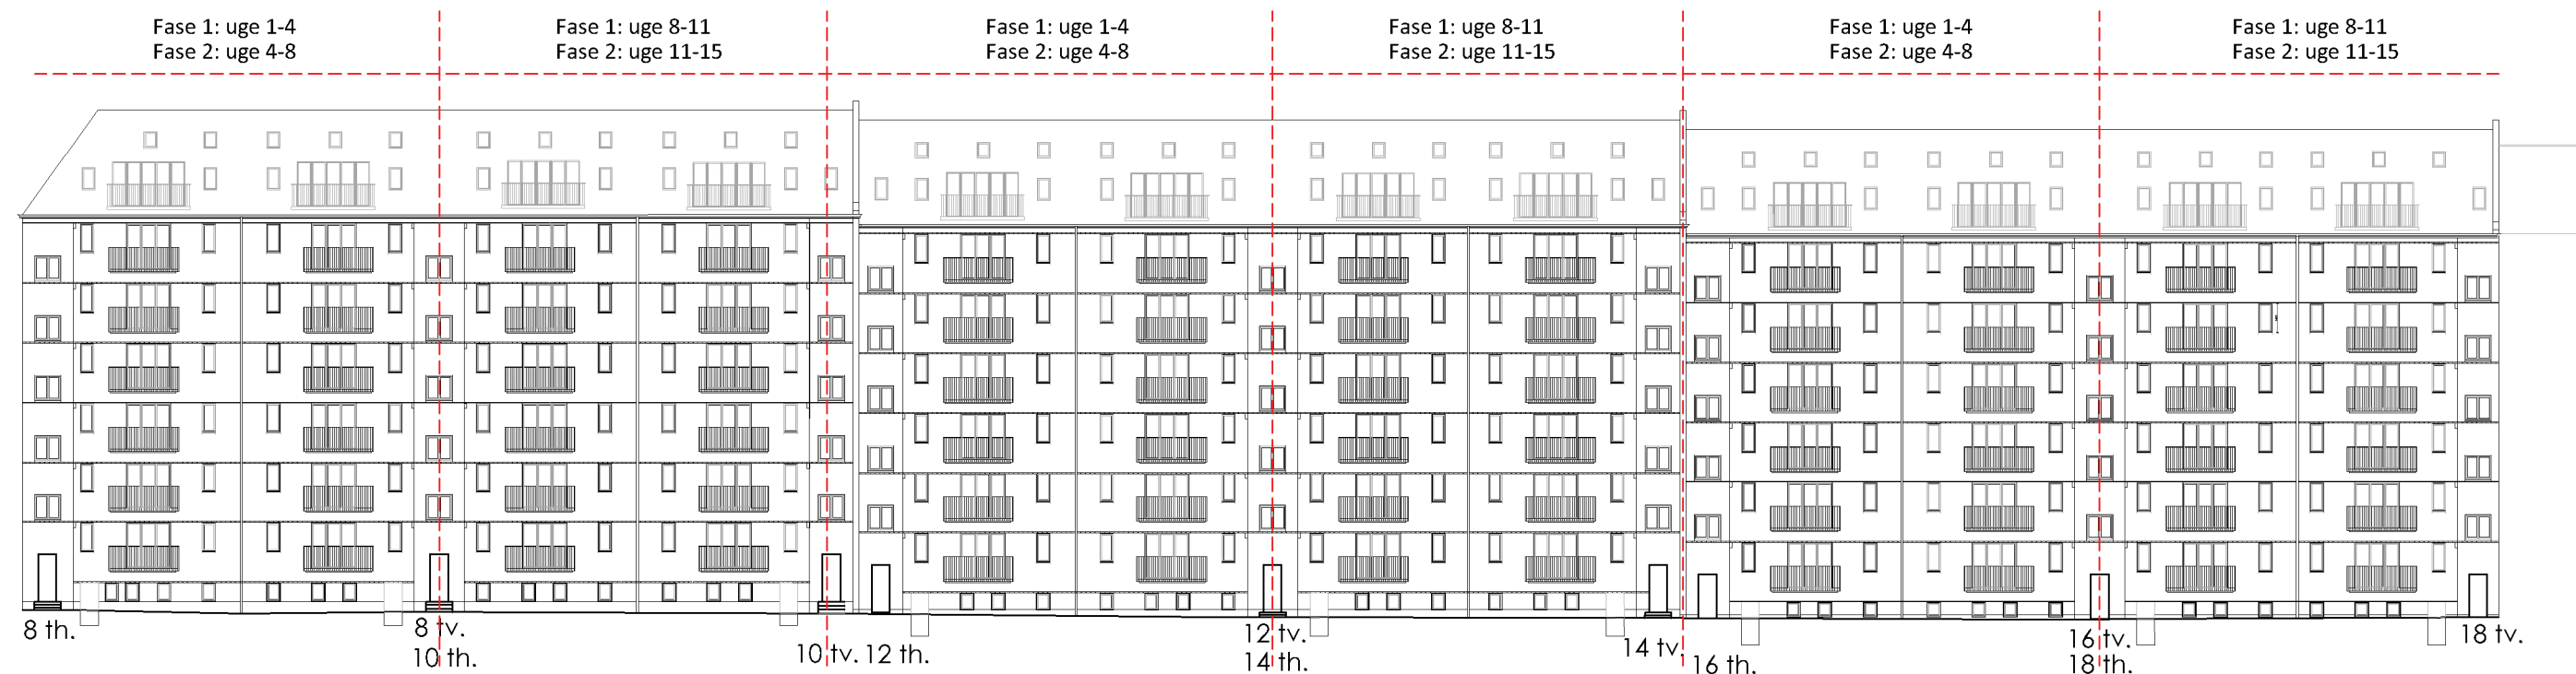 Fase 1: uge 1-4
Fase 2: uge 4-8
Fase 1: uge 8-11
Fase 2: uge 11-15
Fase 1: uge 1-4
Fase 2: uge 4-8
Fase 1: uge 8-11
Fase 2: uge 11-15
Fase 1: uge 1-4
Fase 2: uge 4-8
Fase 1: uge 8-11
Fase 2: uge 11-15
8 th.
8 tv.
10 th.
10 tv.
12 th.
12 tv.
14 th.
14 tv.
16 th.
16 tv.
18 th.
18 tv.